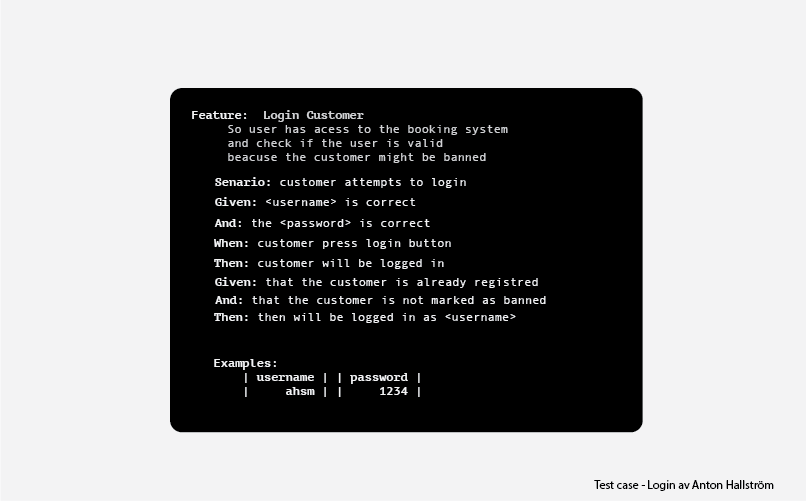 Feature: Login Customer
So user has acess to the booking system
and check if the user is valid
beacuse the customer might be banned
Senario: customer attempts to login
Given: <username> is correct
And: the <password> is correct
When: customer press login button
Then: customer will be logged in
Given: that the customer is already registred
And: that the customer is not marked as banned
Then: then will be logged in as <username>
Examples:
| username | | password |
| ahsm | | 1234 |
Test case - Login av Anton Hallström